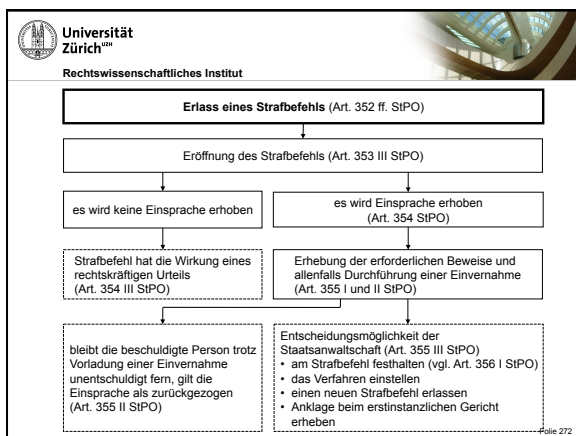 Universität
Zürich UZH
Rechtswissenschaftliches Institut
Erlass eines Strafbefehls (Art. 352 ff. StPO)
Eröffnung des Strafbefehls (Art. 353 III StPO)
es wird keine Einsprache erhoben
es wird Einsprache erhoben
(Art. 354 StPO)
Strafbefehl hat die Wirkung eines
rechtskräftigen Urteils
(Art. 354 III StPO)
Erhebung der erforderlichen Beweise und
allenfalls Durchführung einer Einvernahme
(Art. 355 I und II StPO)
bleibt die beschuldigte Person trotz
Vorladung einer Einvernahme
unentschuldigt fern, gilt die
Einsprache als zurückgezogen
(Art. 355 II StPO)
Entscheidungsmöglichkeit der
Staatsanwaltschaft (Art. 355 III StPO)
• am Strafbefehl festhalten (vgl. Art. 356 I StPO)
• das Verfahren einstellen
• einen neuen Strafbefehl erlassen
• Anklage beim erstinstanzlichen Gericht
erheben
Folie 272